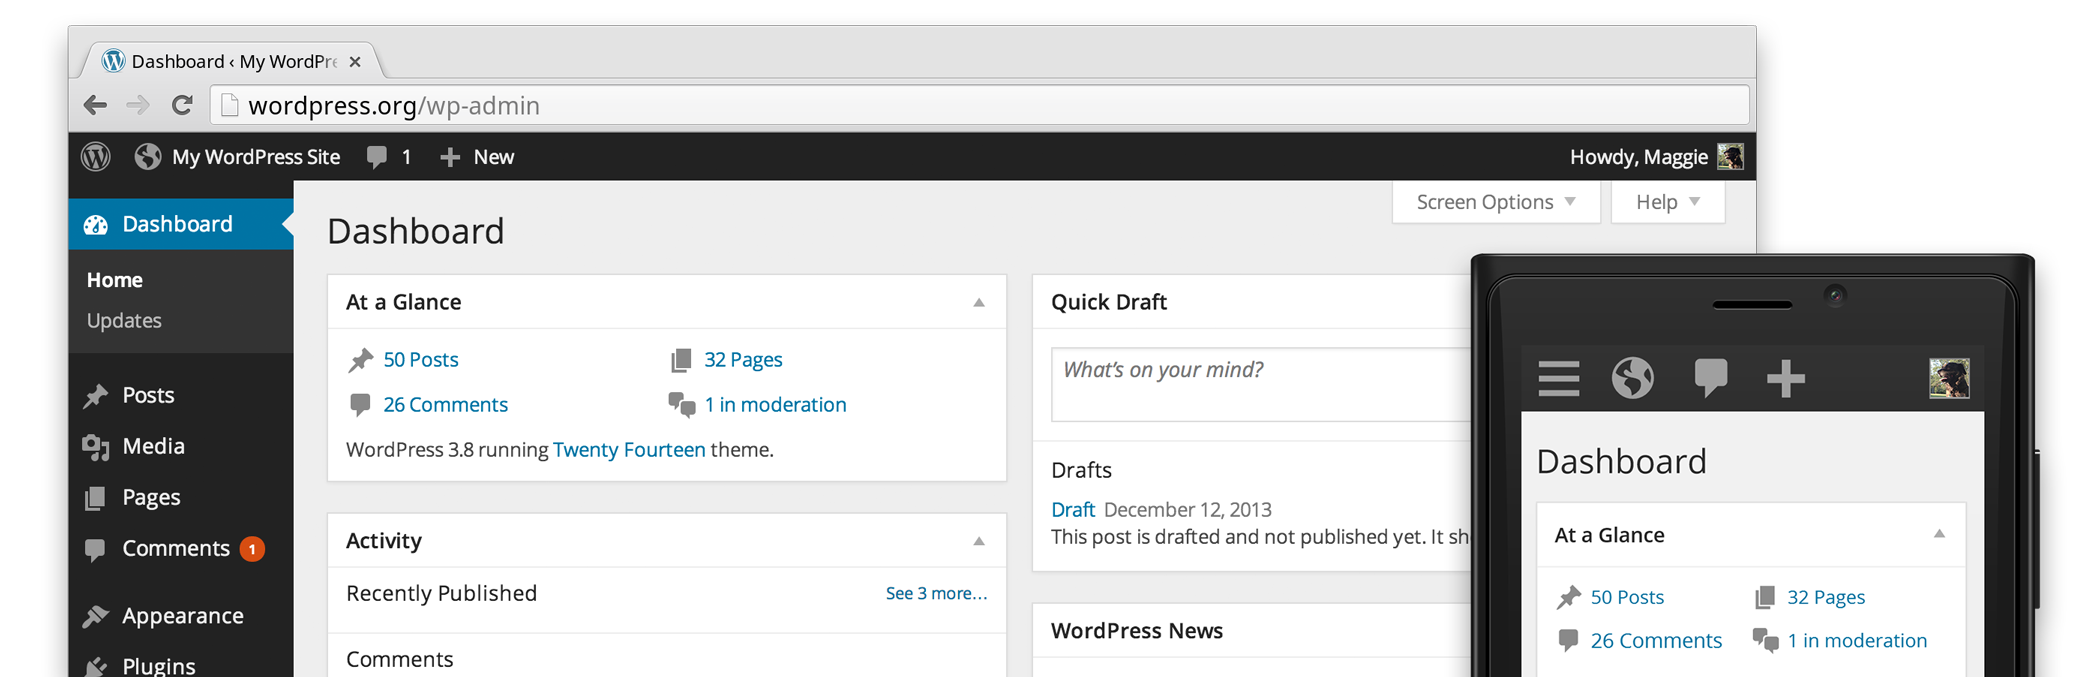 Dashboard ‹ My WordPre
wordpress.org/wp-admin
My WordPress Site 1 New
Howdy, Maggie
Screen Options Help
Dashboard
Home
Updates
Posts
Media
Pages
Comments 1
Appearance
Plugins
Dashboard
At a Glance
50 Posts 32 Pages
26 Comments 1 in moderation
WordPress 3.8 running Twenty Fourteen theme.
Activity
Recently Published See 3 more...
Comments
Quick Draft
What's on your mind?
Drafts
Draft December 12, 2013
This post is drafted and not published yet. It sh
WordPress News
Dashboard
At a Glance
50 Posts 32 Pages
26 Comments 1 in moderation